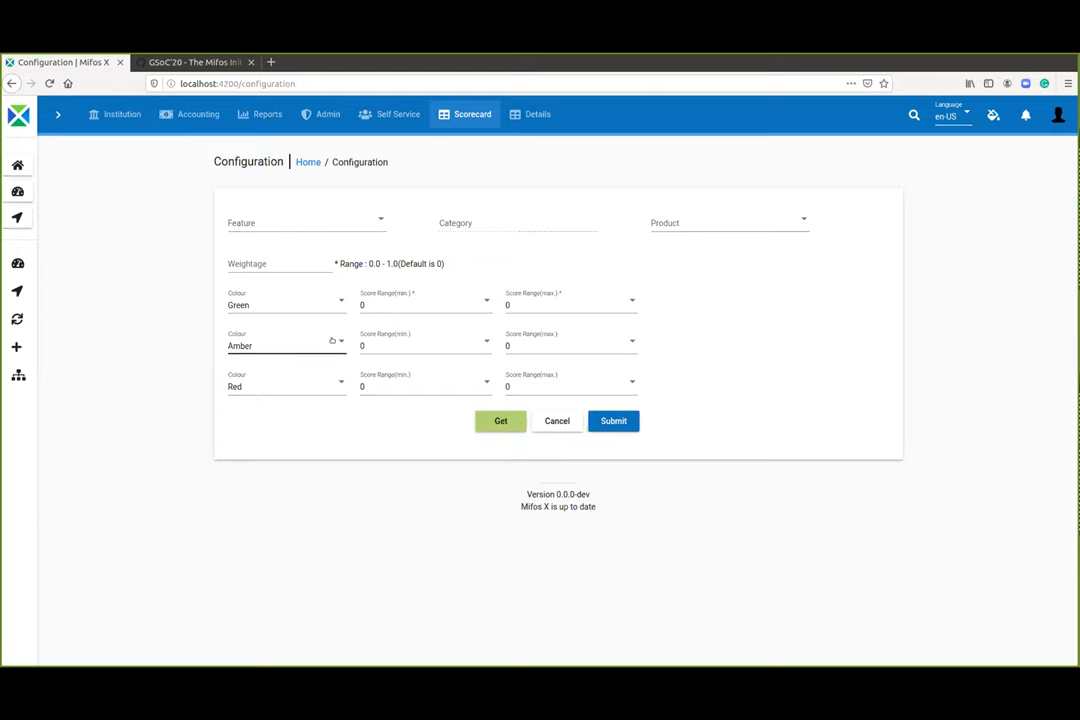 Configuration | Mifos X
GSoC'20 - The Mifos Ini
localhost:4200/configuration
Institution
Accounting
Reports
Admin
Self Service
Scorecard
Details
Language
en-US
Configuration
Home / Configuration
Feature
Category
Product
Weightage
* Range : 0.0 - 1.0(Default is 0)
Colour
Green
Score Range(min.) *
0
Score Range(max.) *
0
Colour
Amber
Score Range(min.)
0
Score Range(max.)
0
Colour
Red
Score Range(min.)
0
Score Range(max.)
0
Get
Cancel
Submit
Version 0.0.0-dev
Mifos X is up to date